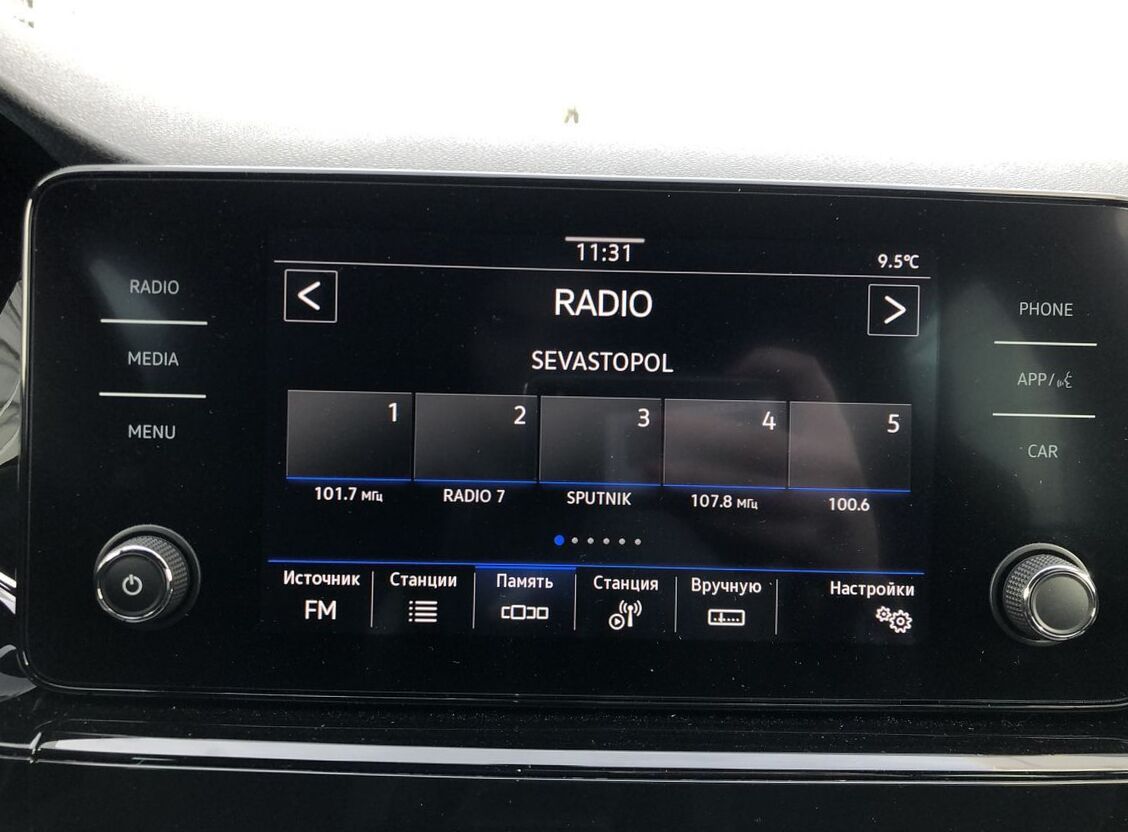 11:31
9.5°C
RADIO
MEDIA
MENU
<
RADIO
>
SEVASTOPOL
1
2
3
4
5
101.7 МГц
RADIO 7
SPUTNIK
107.8 МГц
100.6
Источник
FM
Станции
Память
Станция
Вручную
Настройки
PHONE
APP/
CAR